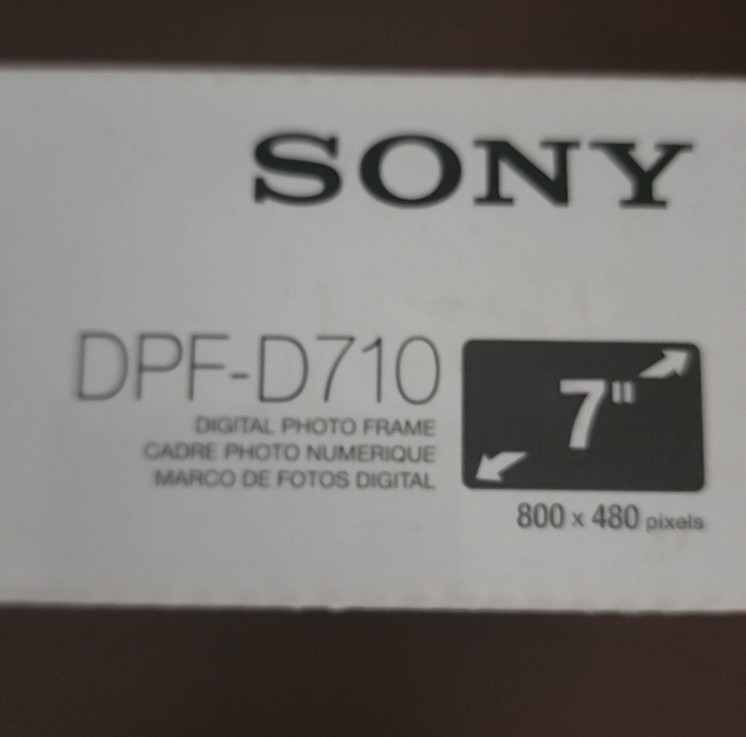 SONY
DPF-D710
DIGITAL PHOTO FRAME
CADRE PHOTO NUMERIQUE
MARCO DE FOTOS DIGITAL
7"
800 x 480 pixels